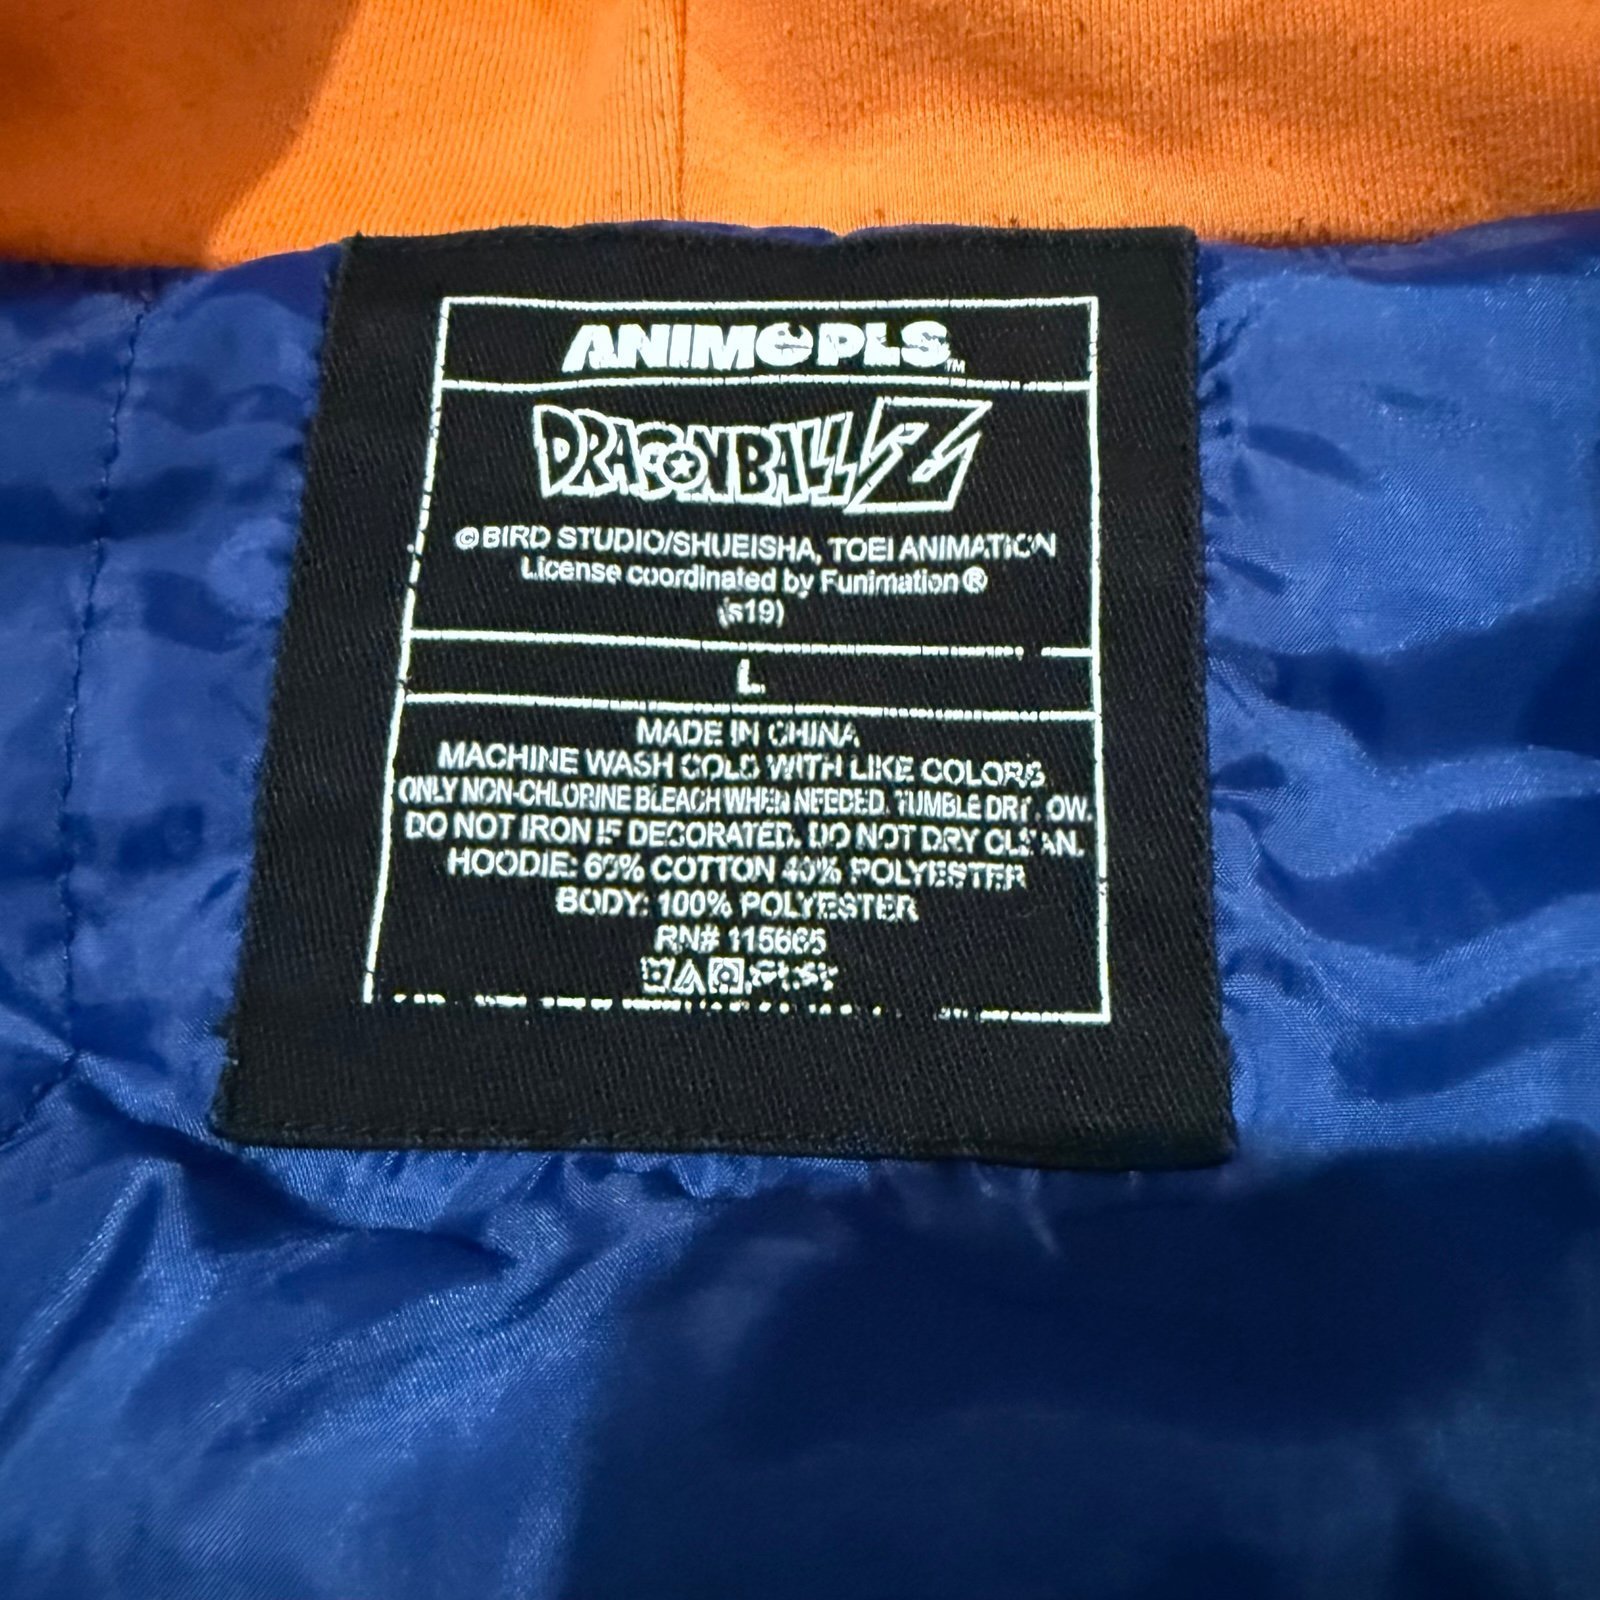 ANIMOPLS™
DRAGONBALL Z
© BIRD STUDIO/SHUEISHA, TOEI ANIMATION
License coordinated by Funimation®
(s19)
L
MADE IN CHINA
MACHINE WASH COLD WITH LIKE COLORS
ONLY NON-CHLORINE BLEACH WHEN NEEDED. TUMBLE DRY LOW.
DO NOT IRON IF DECORATED. DO NOT DRY CLEAN.
HOODIE: 60% COTTON 40% POLYESTER
BODY: 100% POLYESTER
RN# 115665